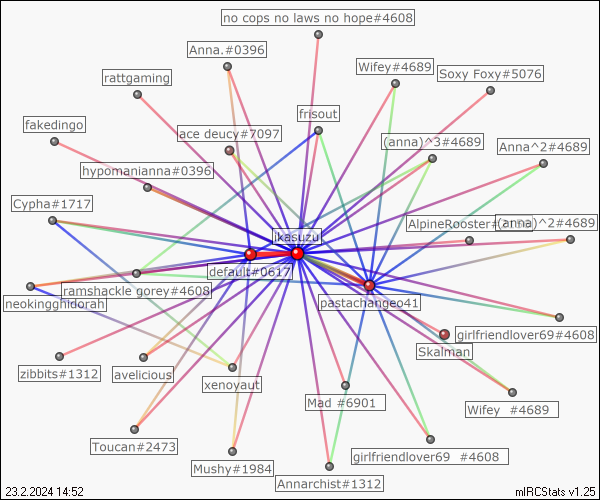 no cops no laws no hope#4608
Anna.#0396
Wifey#4689
Soxy Foxy#5076
rattgaming
frisout
fakedingo
ace deucy#7097
(anna)^3#4689
Anna^2#4689
hypomanianna#0396
Cypha#1717
ikasuzu
AlpineRooster#
(anna)^2#4689
default#0617
ramshackle gorey#4608
neokingghidorah
pastachangeo41
girlfriendlover69#4608
Skalman
zibbits#1312
avelicious
xenoyaut
Mad #6901
Wifey #4689
Toucan#2473
Mushy#1984
girlfriendlover69 #4608
Annarchist#1312
23.2.2024 14:52
mIRCStats v1.25